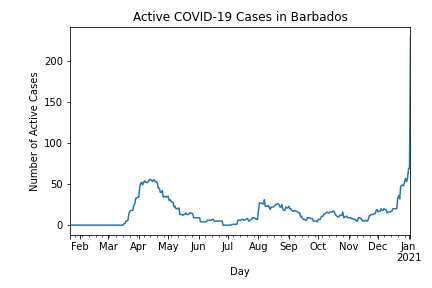 Active COVID-19 Cases in Barbados
Number of Active Cases
200
150
100
50
0
Feb Mar Apr May Jun Jul Aug Sep Oct Nov Dec Jan
2021
Day